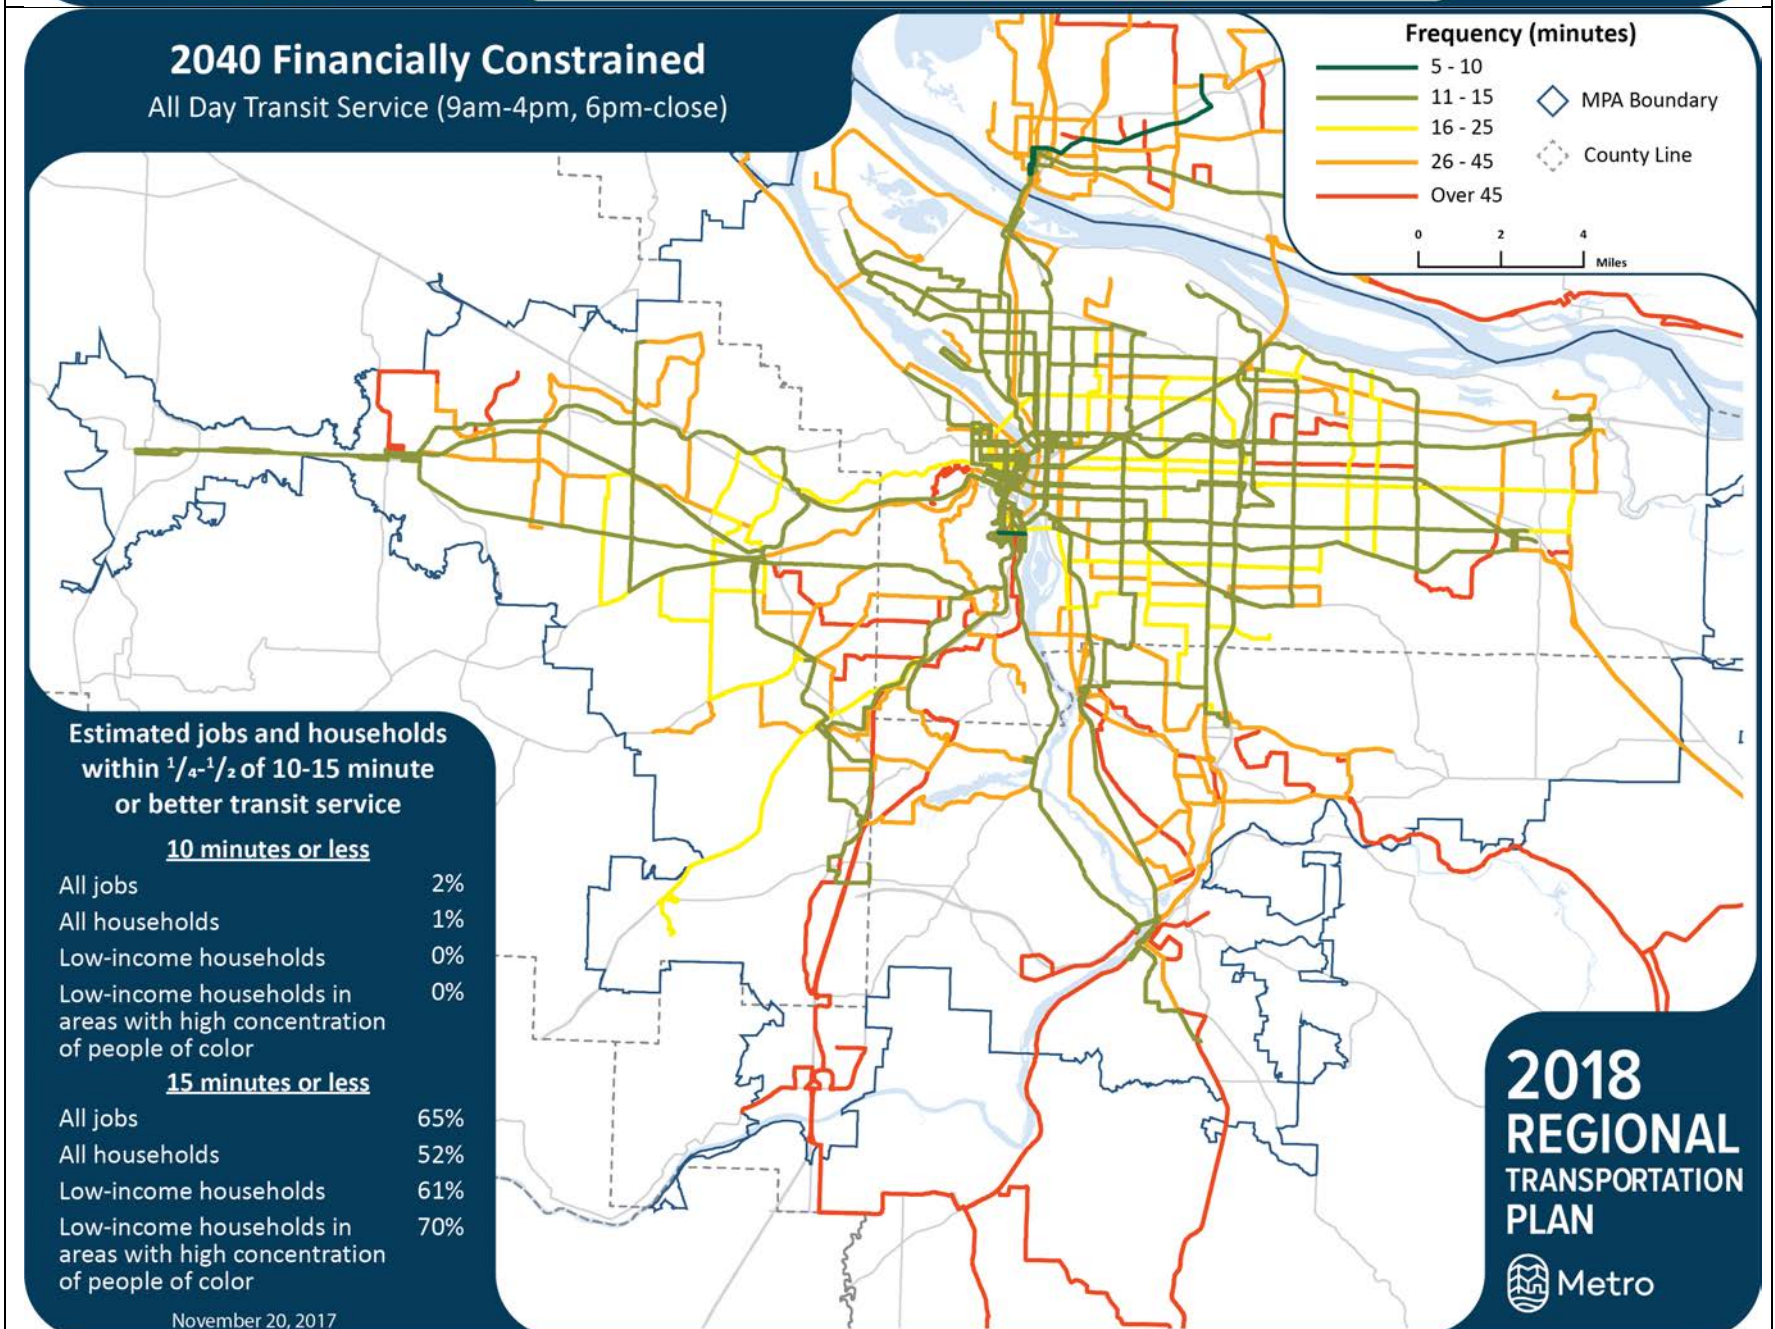 2040 Financially Constrained
All Day Transit Service (9am-4pm, 6pm-close)
Frequency (minutes)
5 - 10
11 - 15
16 - 25
26 - 45
Over 45
MPA Boundary
County Line
0 2 4
Miles
Estimated jobs and households
within 1/4-1/2 of 10-15 minute
or better transit service
10 minutes or less
All jobs 2%
All households 1%
Low-income households 0%
Low-income households in 0%
areas with high concentration
of people of color
15 minutes or less
All jobs 65%
All households 52%
Low-income households 61%
Low-income households in 70%
areas with high concentration
of people of color
November 20, 2017
2018
REGIONAL
TRANSPORTATION
PLAN
Metro